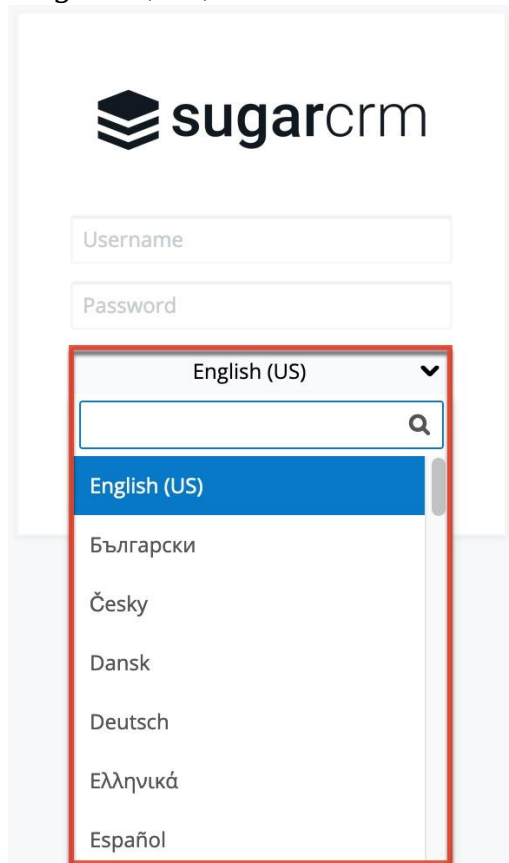 sugarcrm
Username
Password
English (US)
English (US)
Български
Česky
Dansk
Deutsch
Ελληνικά
Español